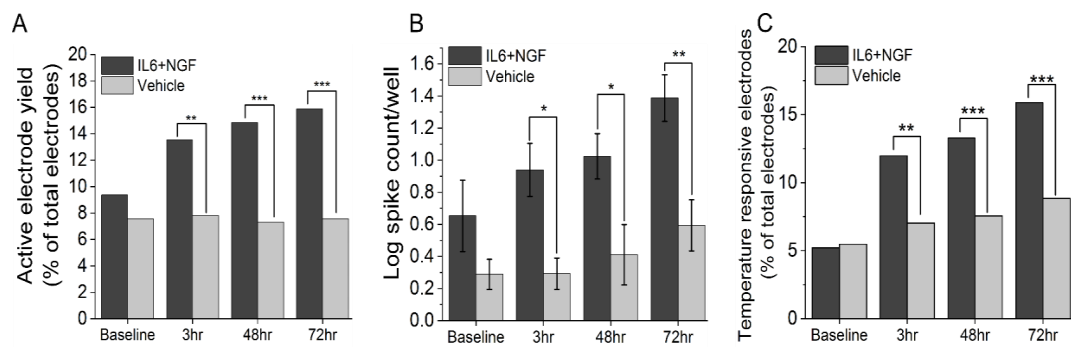 A
Active electrode yield
(% of total electrodes)
20
18
16
14
12
10
8
6
4
2
0
IL6+NGF
Vehicle
**
***
***
Baseline
3hr
48hr
72hr
B
Log spike count/well
1.6
1.4
1.2
1.0
0.8
0.6
0.4
0.2
0.0
IL6+NGF
Vehicle
*
*
**
Baseline
3hr
48hr
72hr
C
Temperature responsive electrodes
(% of total electrodes)
20
15
10
5
0
IL6+NGF
Vehicle
**
***
***
Baseline
3hr
48hr
72hr